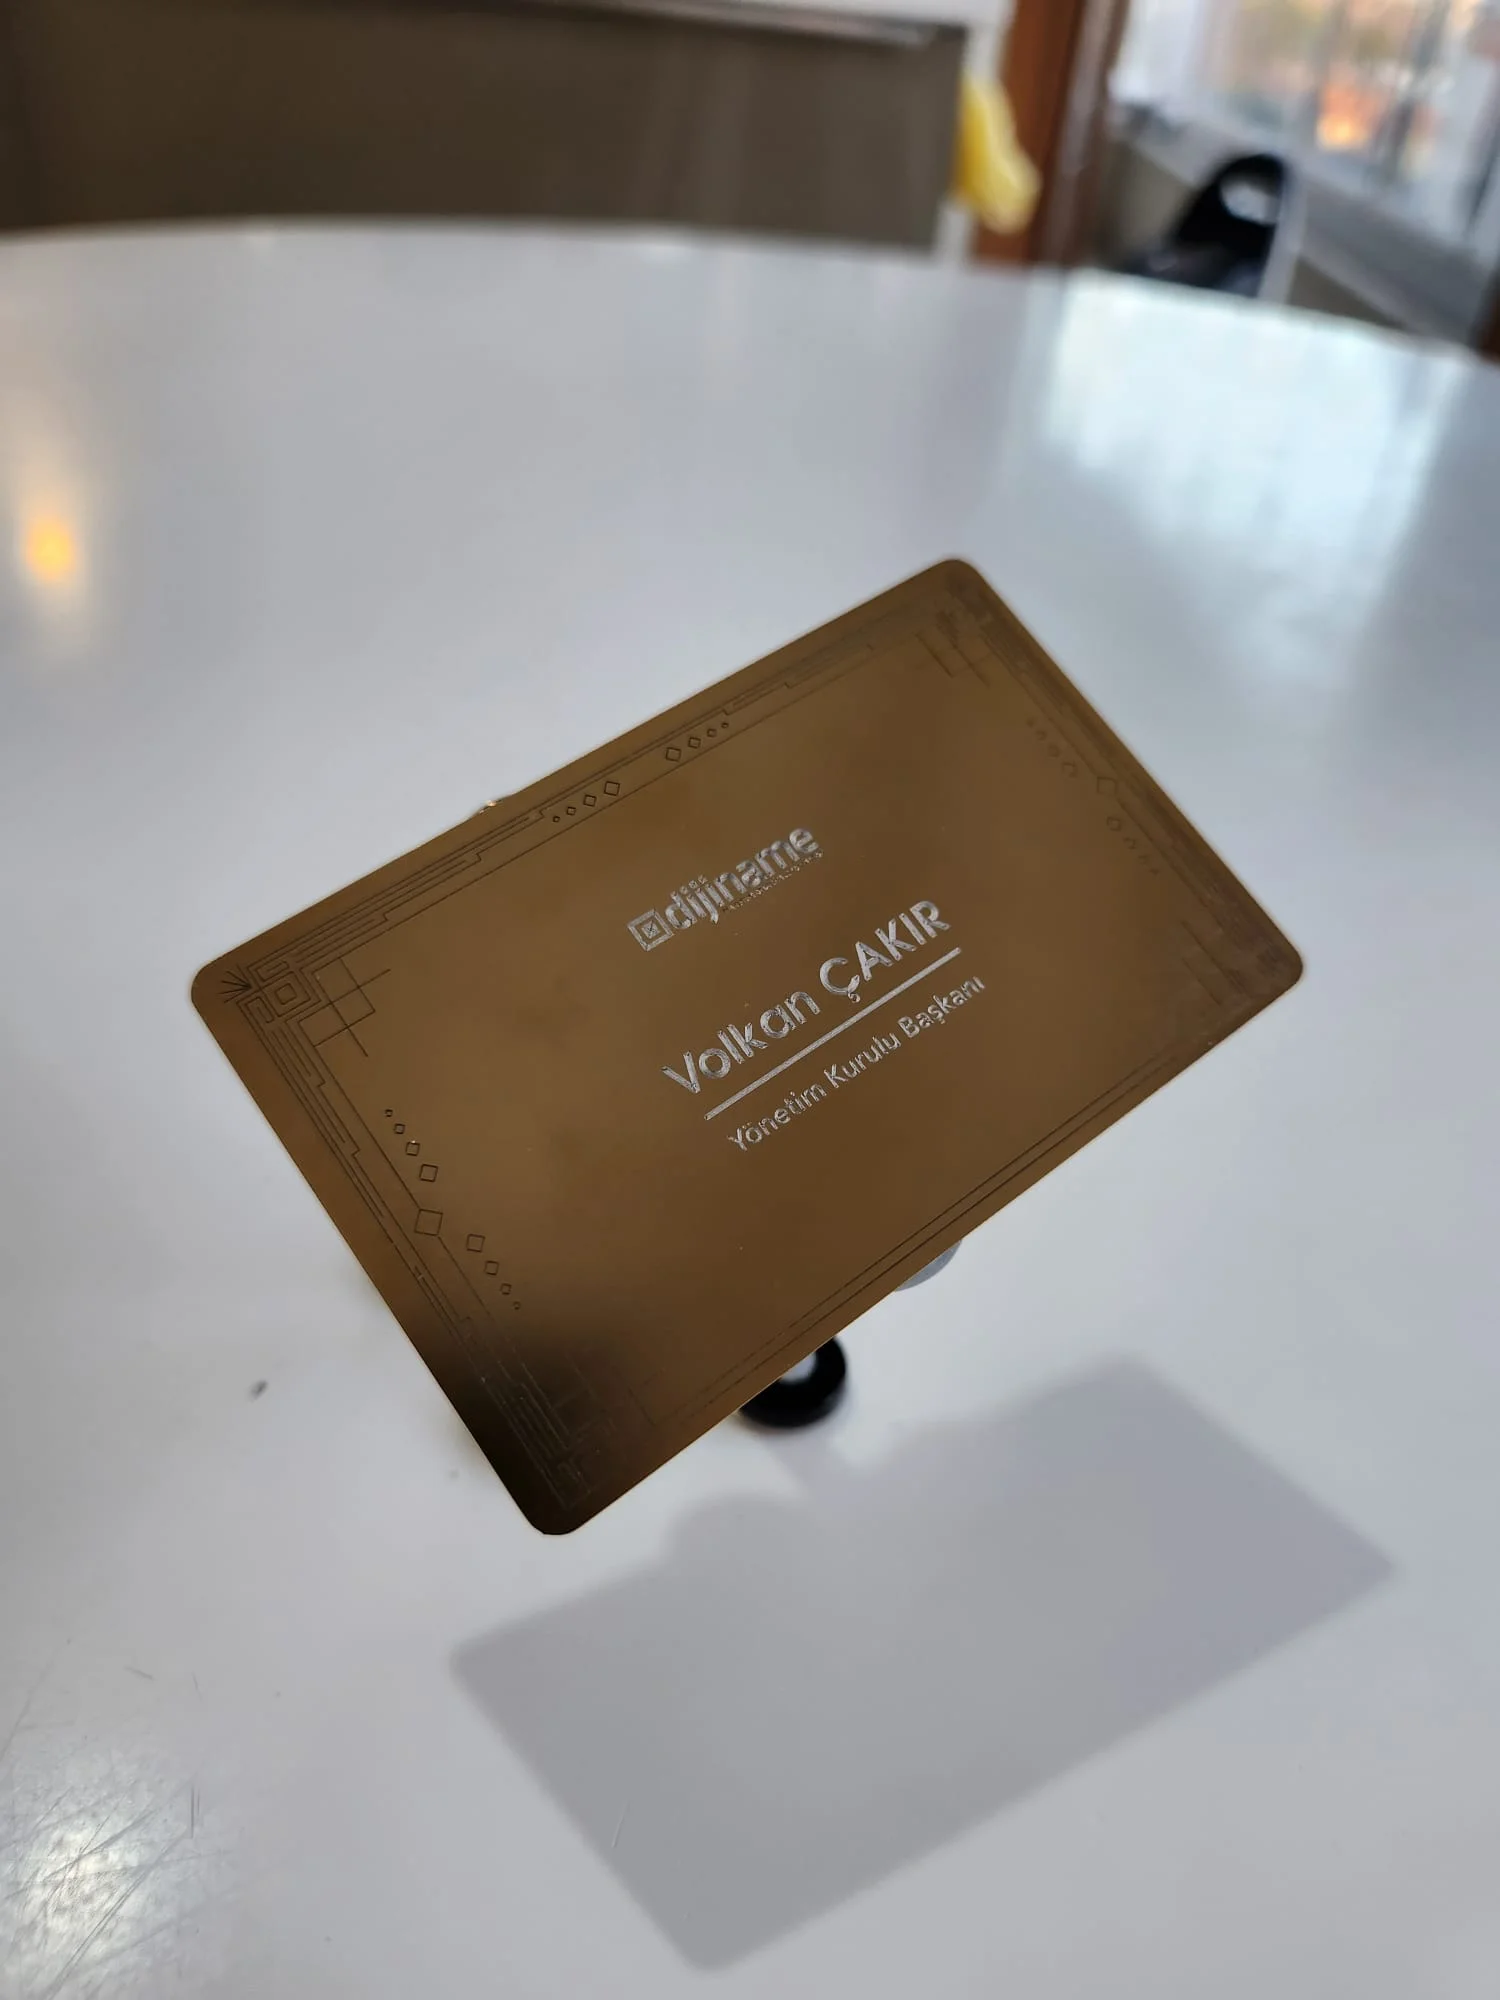 dijiname
Volkan ÇAKIR
Yönetim Kurulu Başkanı